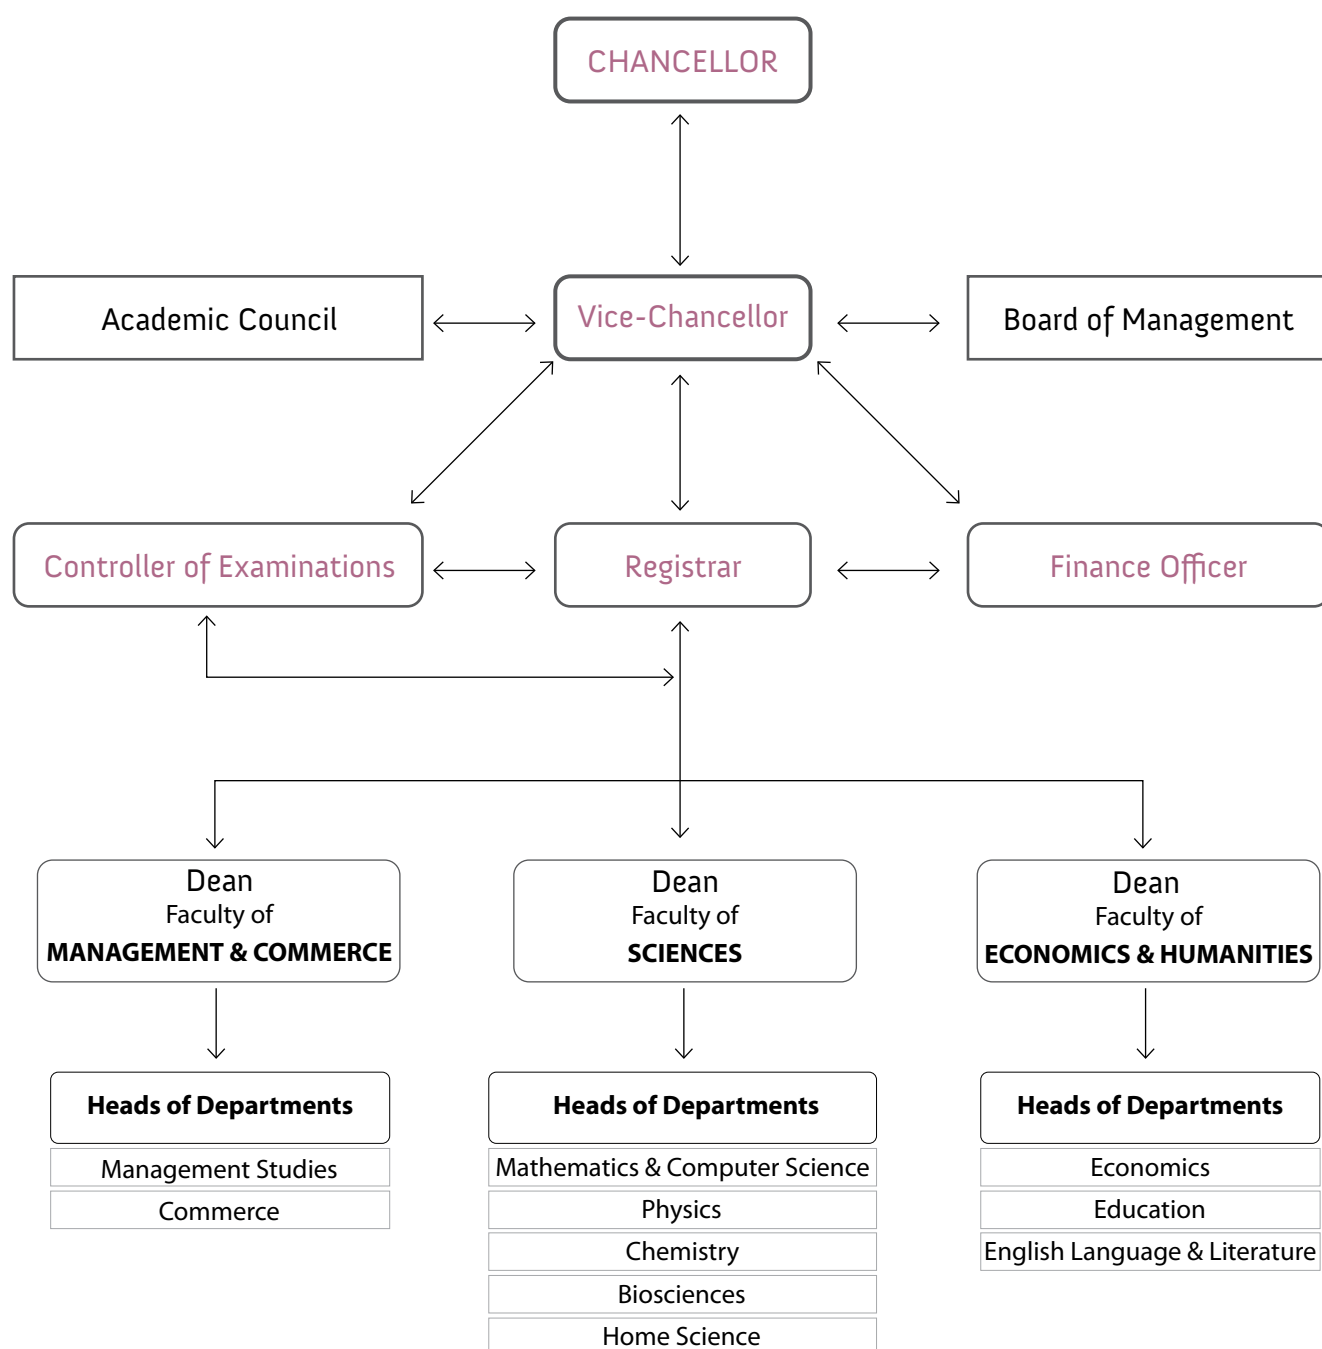 CHANCELLOR
Academic Council
Vice-Chancellor
Board of Management
Controller of Examinations
Registrar
Finance Officer
Dean
Faculty of
MANAGEMENT & COMMERCE
Dean
Faculty of
SCIENCES
Dean
Faculty of
ECONOMICS & HUMANITIES
Heads of Departments
Management Studies
Commerce
Heads of Departments
Mathematics & Computer Science
Physics
Chemistry
Biosciences
Home Science
Heads of Departments
Economics
Education
English Language & Literature